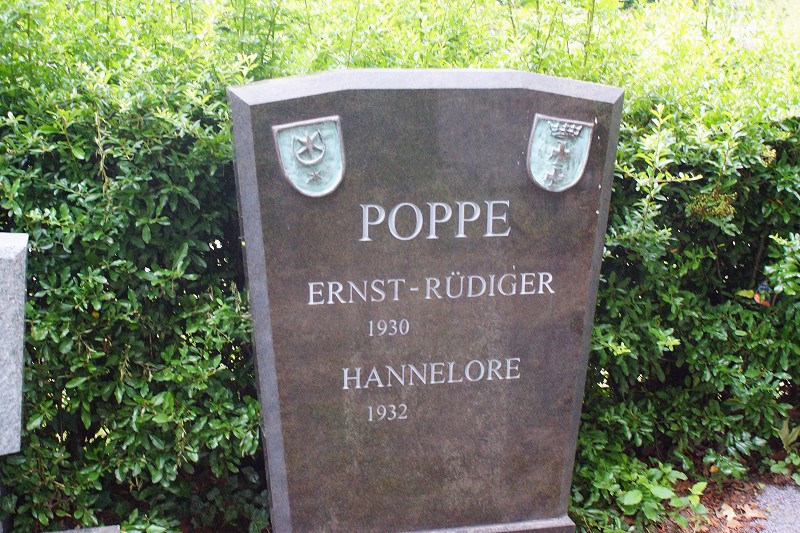 POPPE
ERNST-RÜDIGER
1930
HANNELORE
1932